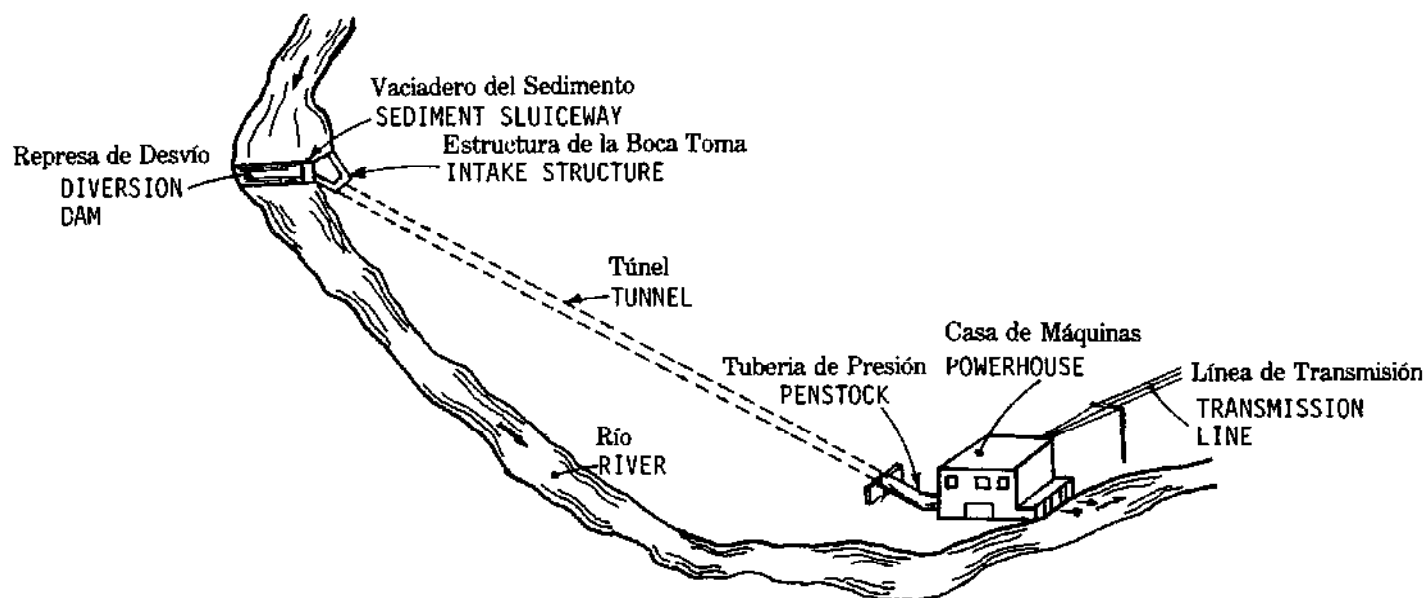 Vaciadero del Sedimento
SEDIMENT SLUICEWAY
Estructura de la Boca Toma
INTAKE STRUCTURE
Represa de Desvío
DIVERSION
DAM
Túnel
TUNNEL
Casa de Máquinas
POWERHOUSE
Tuberia de Presión
PENSTOCK
Línea de Transmisión
TRANSMISSION
LINE
Río
RIVER